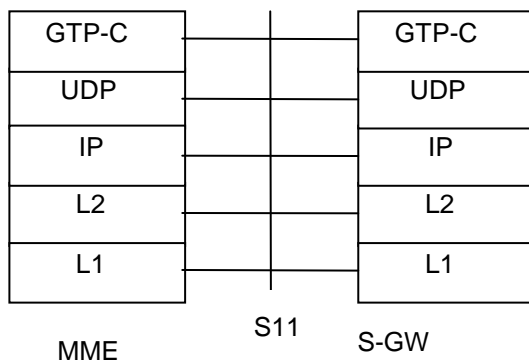 GTP-C GTP-C
UDP UDP
IP IP
L2 L2
L1 L1
S11
MME S-GW